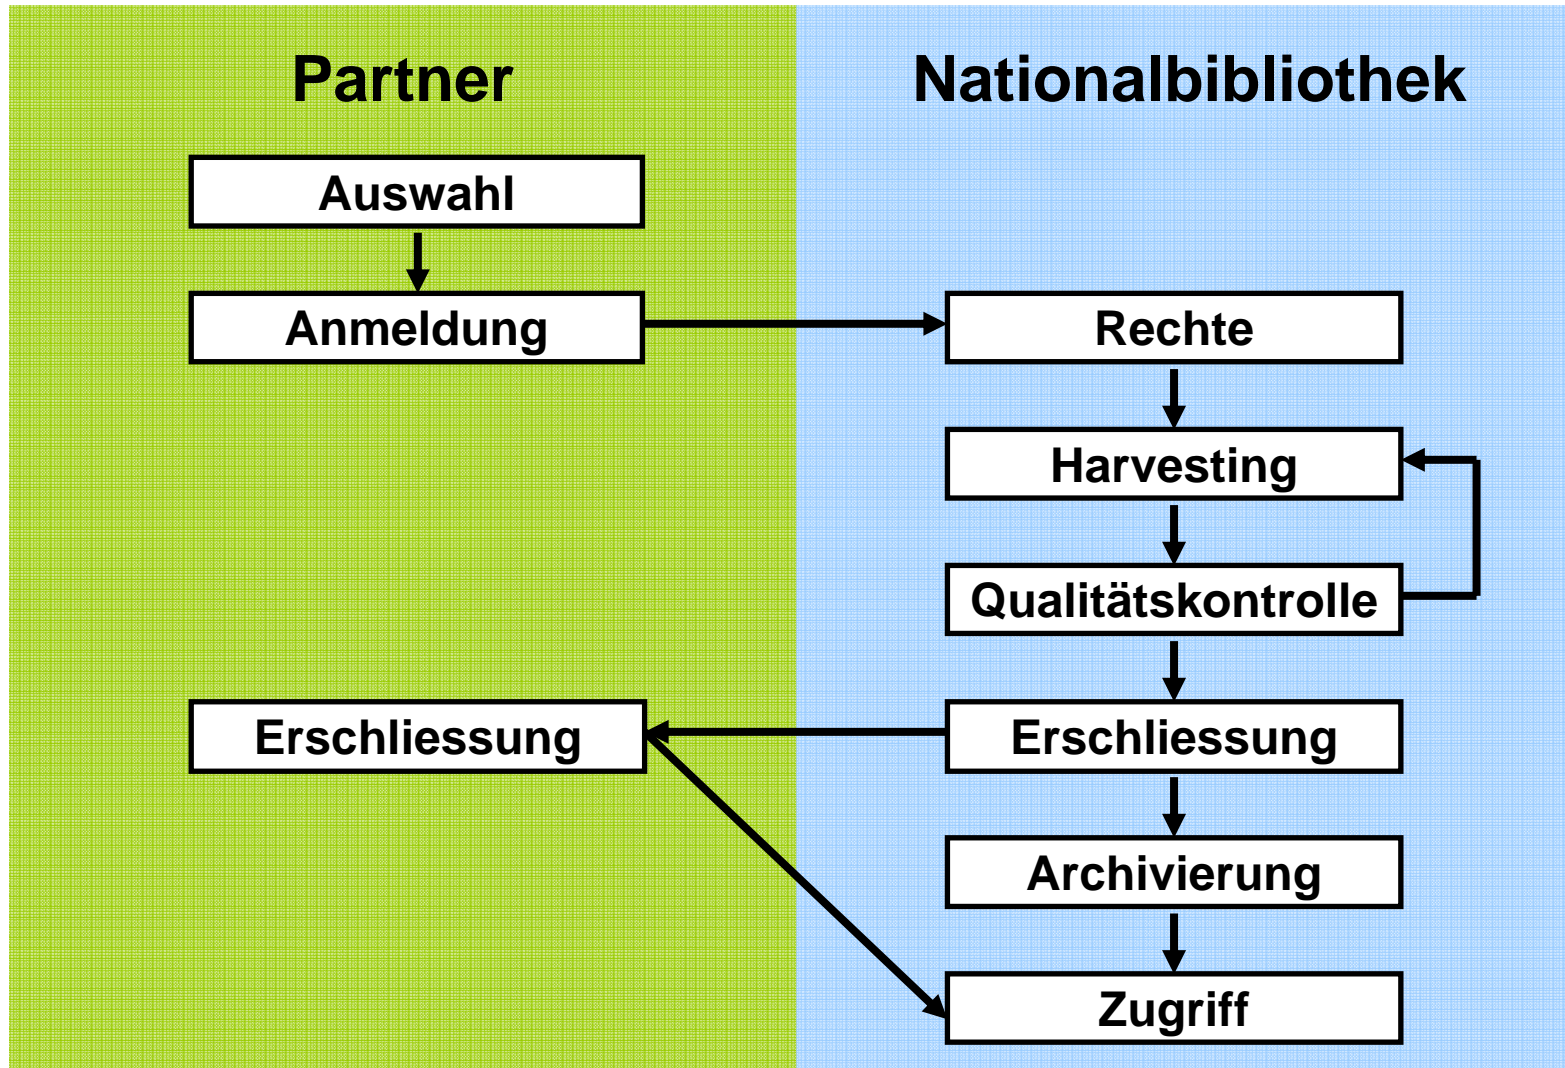 Partner
Nationalbibliothek
Auswahl
Anmeldung
Rechte
Harvesting
Qualitätskontrolle
Erschliessung
Erschliessung
Archivierung
Zugriff